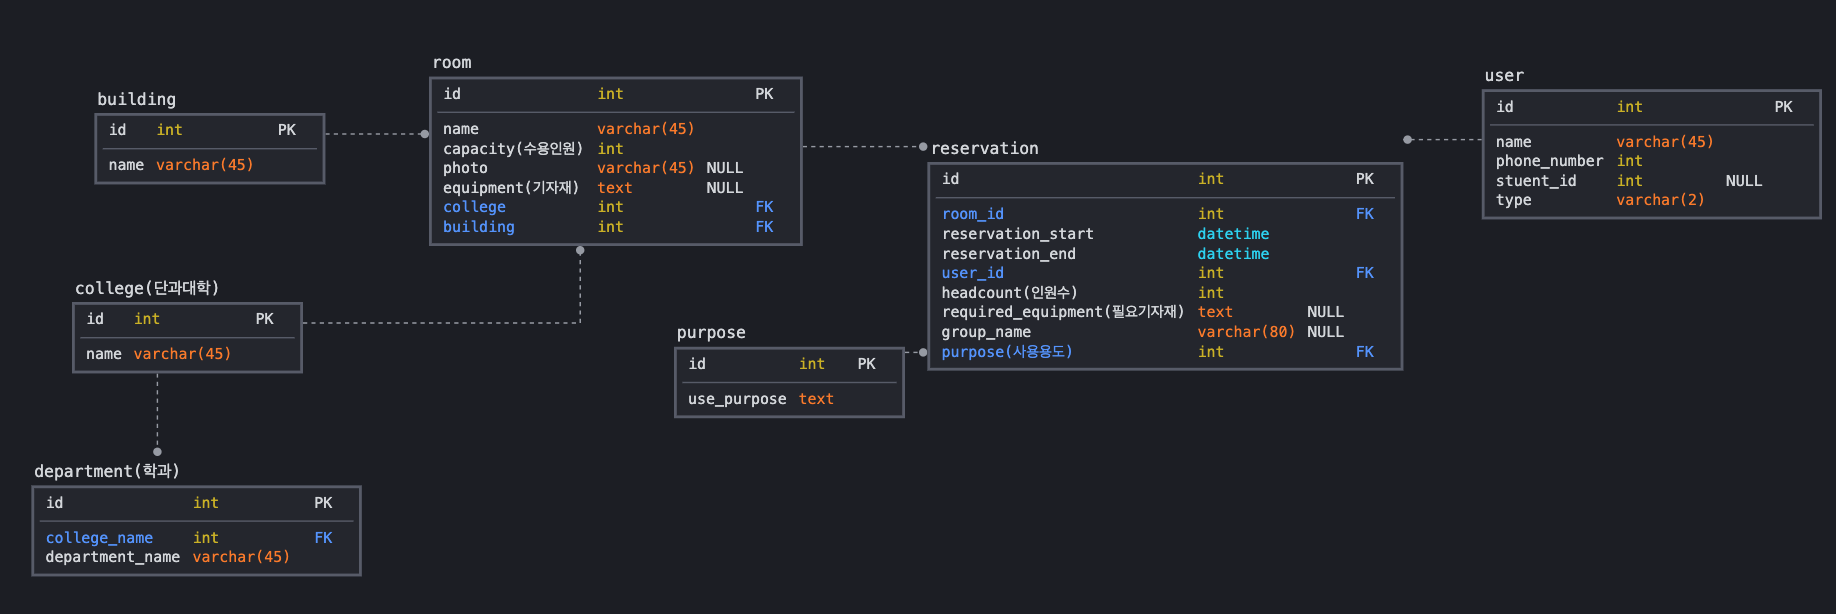 building
id int PK
name varchar(45)
room
id int PK
name varchar(45)
capacity(수용인원) int
photo varchar(45) NULL
equipment(기자재) text NULL
college int FK
building int FK
college(단과대학)
id int PK
name varchar(45)
department(학과)
id int PK
college_name int FK
department_name varchar(45)
purpose
id int PK
use_purpose text
reservation
id int PK
room_id int FK
reservation_start datetime
reservation_end datetime
user_id int FK
headcount(인원수) int
required_equipment(필요기자재) text NULL
group_name varchar(80) NULL
purpose(사용용도) int FK
user
id int PK
name varchar(45)
phone_number int
stuent_id int NULL
type varchar(2)